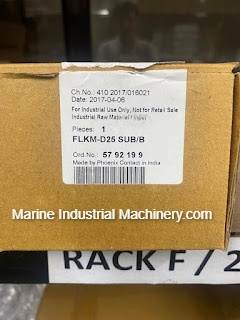 Ch.No.: 410 2017/016021
Date: 2017-04-06
For Industrial Use Only, Not for Retail Sale
Industrial Raw Material / Input
Pieces: 1
FLKM-D25 SUB/B
Ord.No.: 57 92 19 9
Made by Phoenix Contact in India
Marine Industrial Machinery.com
RACK F / 2